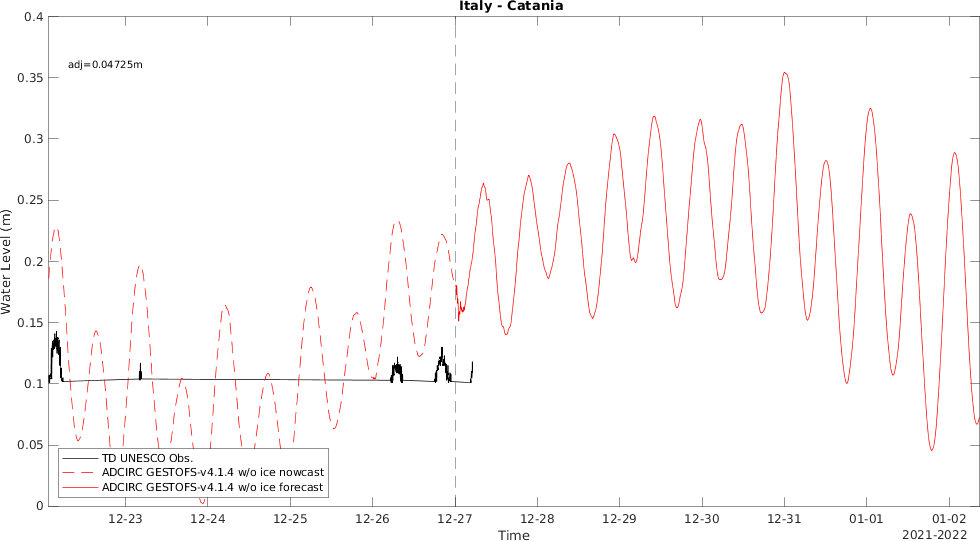 Italy - Catania
adj=0.04725m
0.4
0.35
0.3
0.25
0.2
0.15
0.1
0.05
0
Water Level (m)
TD UNESCO Obs.
ADCIRC GESTOFS-v4.1.4 w/o ice nowcast
ADCIRC GESTOFS-v4.1.4 w/o ice forecast
12-23 12-24 12-25 12-26 12-27 12-28 12-29 12-30 12-31 01-01 01-02
Time
2021-2022